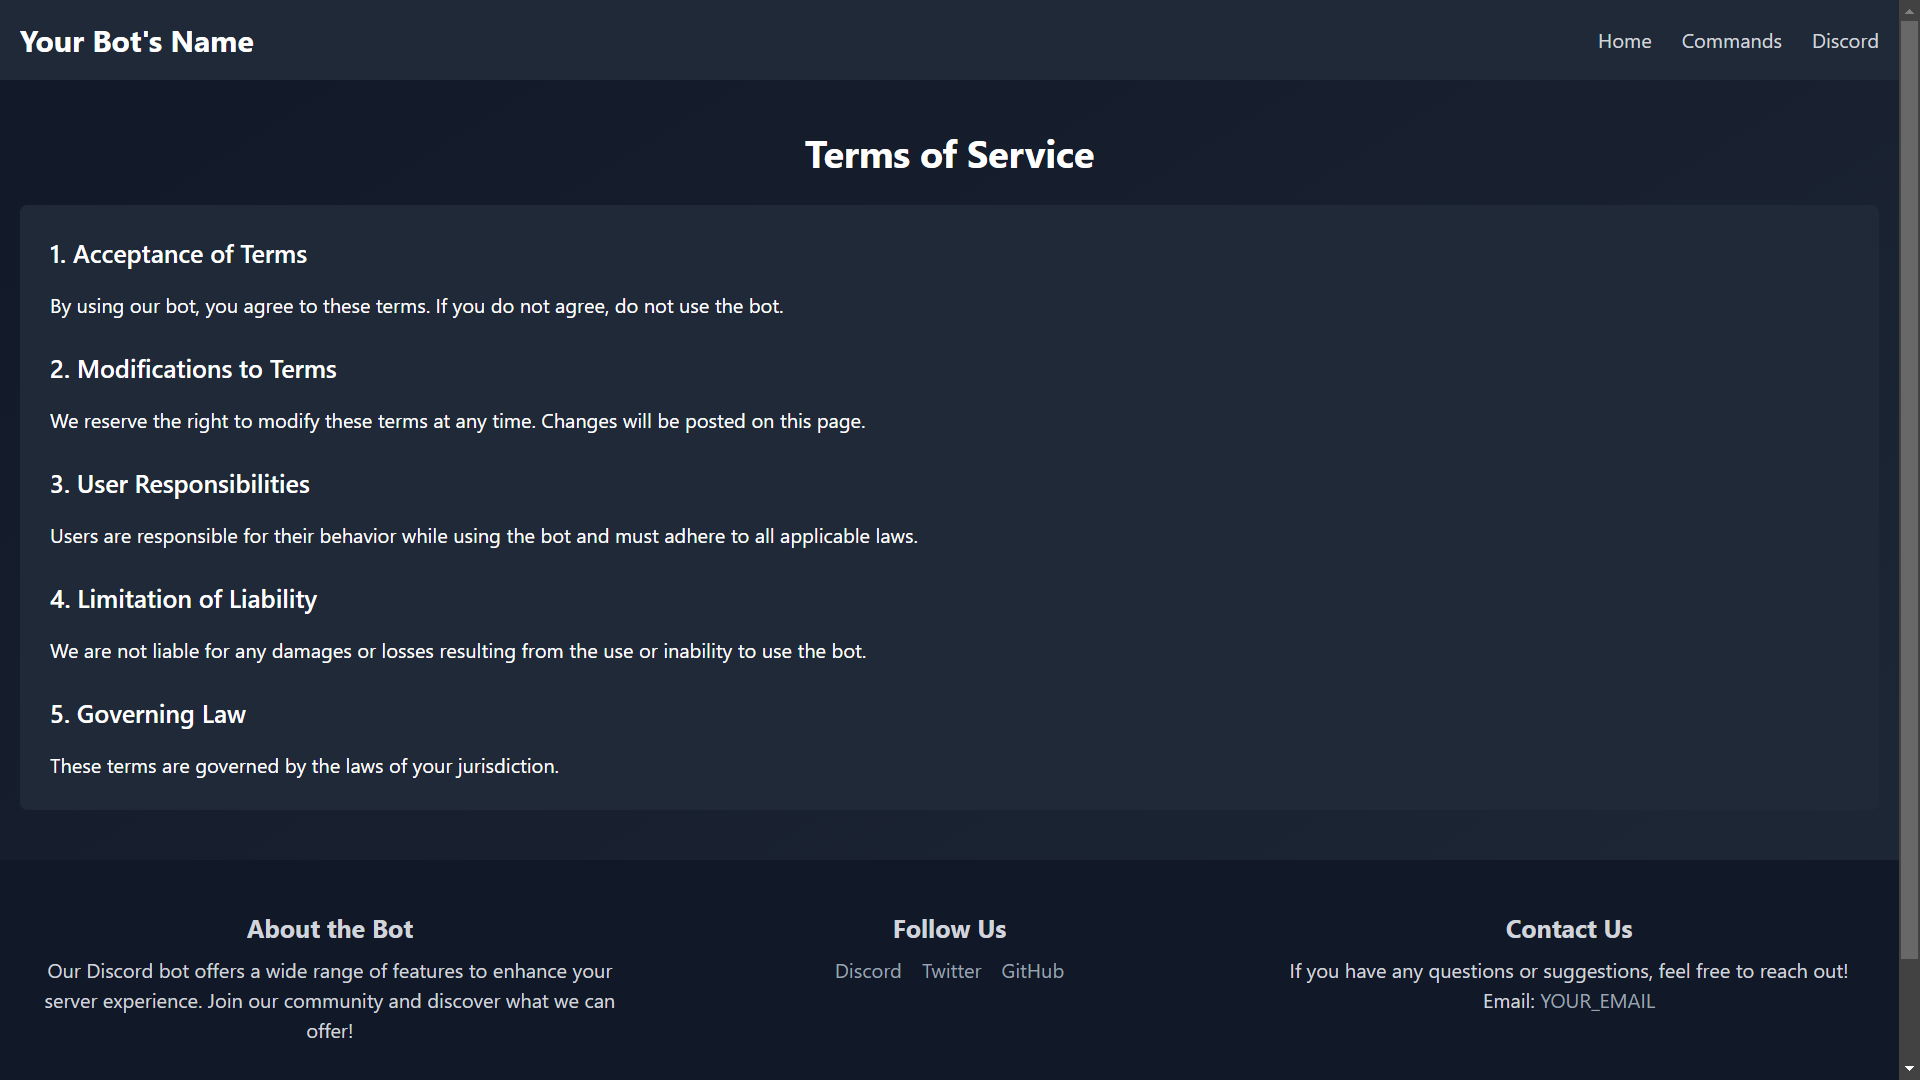 Your Bot's Name
Home Commands Discord
Terms of Service
1. Acceptance of Terms
By using our bot, you agree to these terms. If you do not agree, do not use the bot.
2. Modifications to Terms
We reserve the right to modify these terms at any time. Changes will be posted on this page.
3. User Responsibilities
Users are responsible for their behavior while using the bot and must adhere to all applicable laws.
4. Limitation of Liability
We are not liable for any damages or losses resulting from the use or inability to use the bot.
5. Governing Law
These terms are governed by the laws of your jurisdiction.
About the Bot
Our Discord bot offers a wide range of features to enhance your
server experience. Join our community and discover what we can
offer!
Follow Us
Discord Twitter GitHub
Contact Us
If you have any questions or suggestions, feel free to reach out!
Email: YOUR_EMAIL